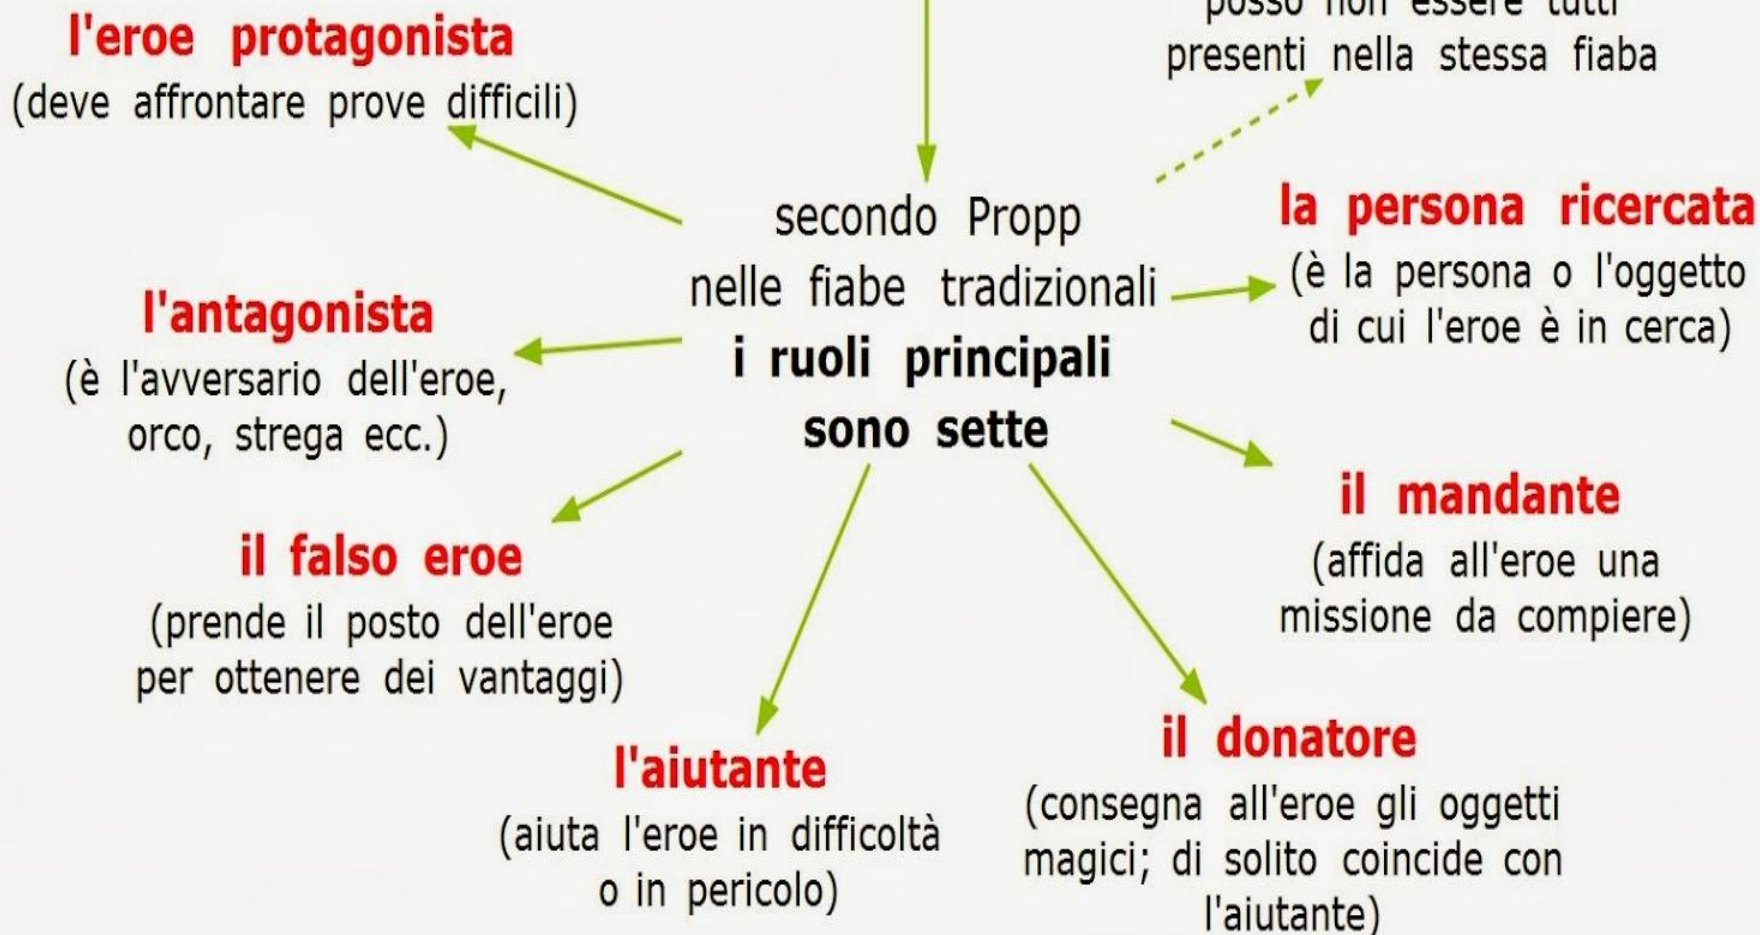 l'eroe protagonista
(deve affrontare prove difficili)
posso non essere tutti
presenti nella stessa fiaba
secondo Propp
nelle fiabe tradizionali
i ruoli principali
sono sette
la persona ricercata
(è la persona o l'oggetto
di cui l'eroe è in cerca)
l'antagonista
(è l'avversario dell'eroe,
orco, strega ecc.)
il mandante
(affida all'eroe una
missione da compiere)
il falso eroe
(prende il posto dell'eroe
per ottenere dei vantaggi)
l'aiutante
(aiuta l'eroe in difficoltà
o in pericolo)
il donatore
(consegna all'eroe gli oggetti
magici; di solito coincide con
l'aiutante)